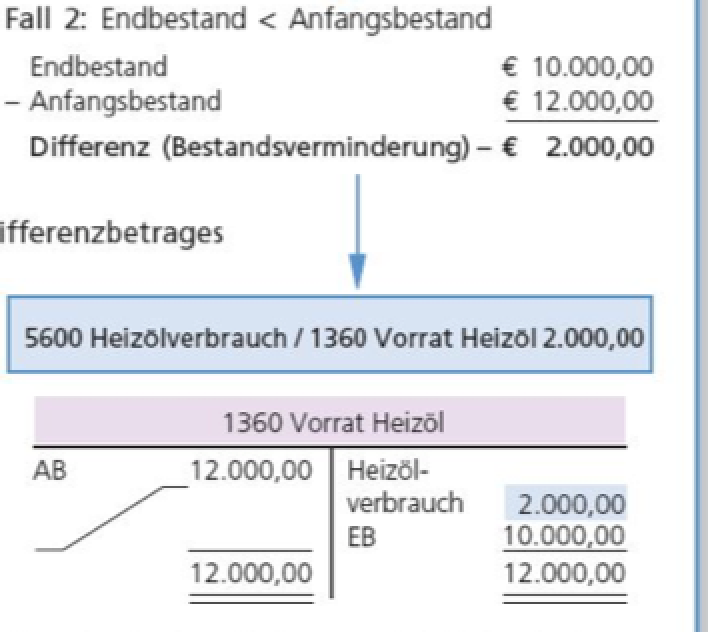 Fall 2: Endbestand < Anfangsbestand
Endbestand € 10.000,00
– Anfangsbestand € 12.000,00
Differenz (Bestandsverminderung) – € 2.000,00
ifferenzbetrages
5600 Heizölverbrauch / 1360 Vorrat Heizöl 2.000,00
1360 Vorrat Heizöl
AB 12.000,00 Heizöl-
verbrauch 2.000,00
EB 10.000,00
12.000,00 12.000,00